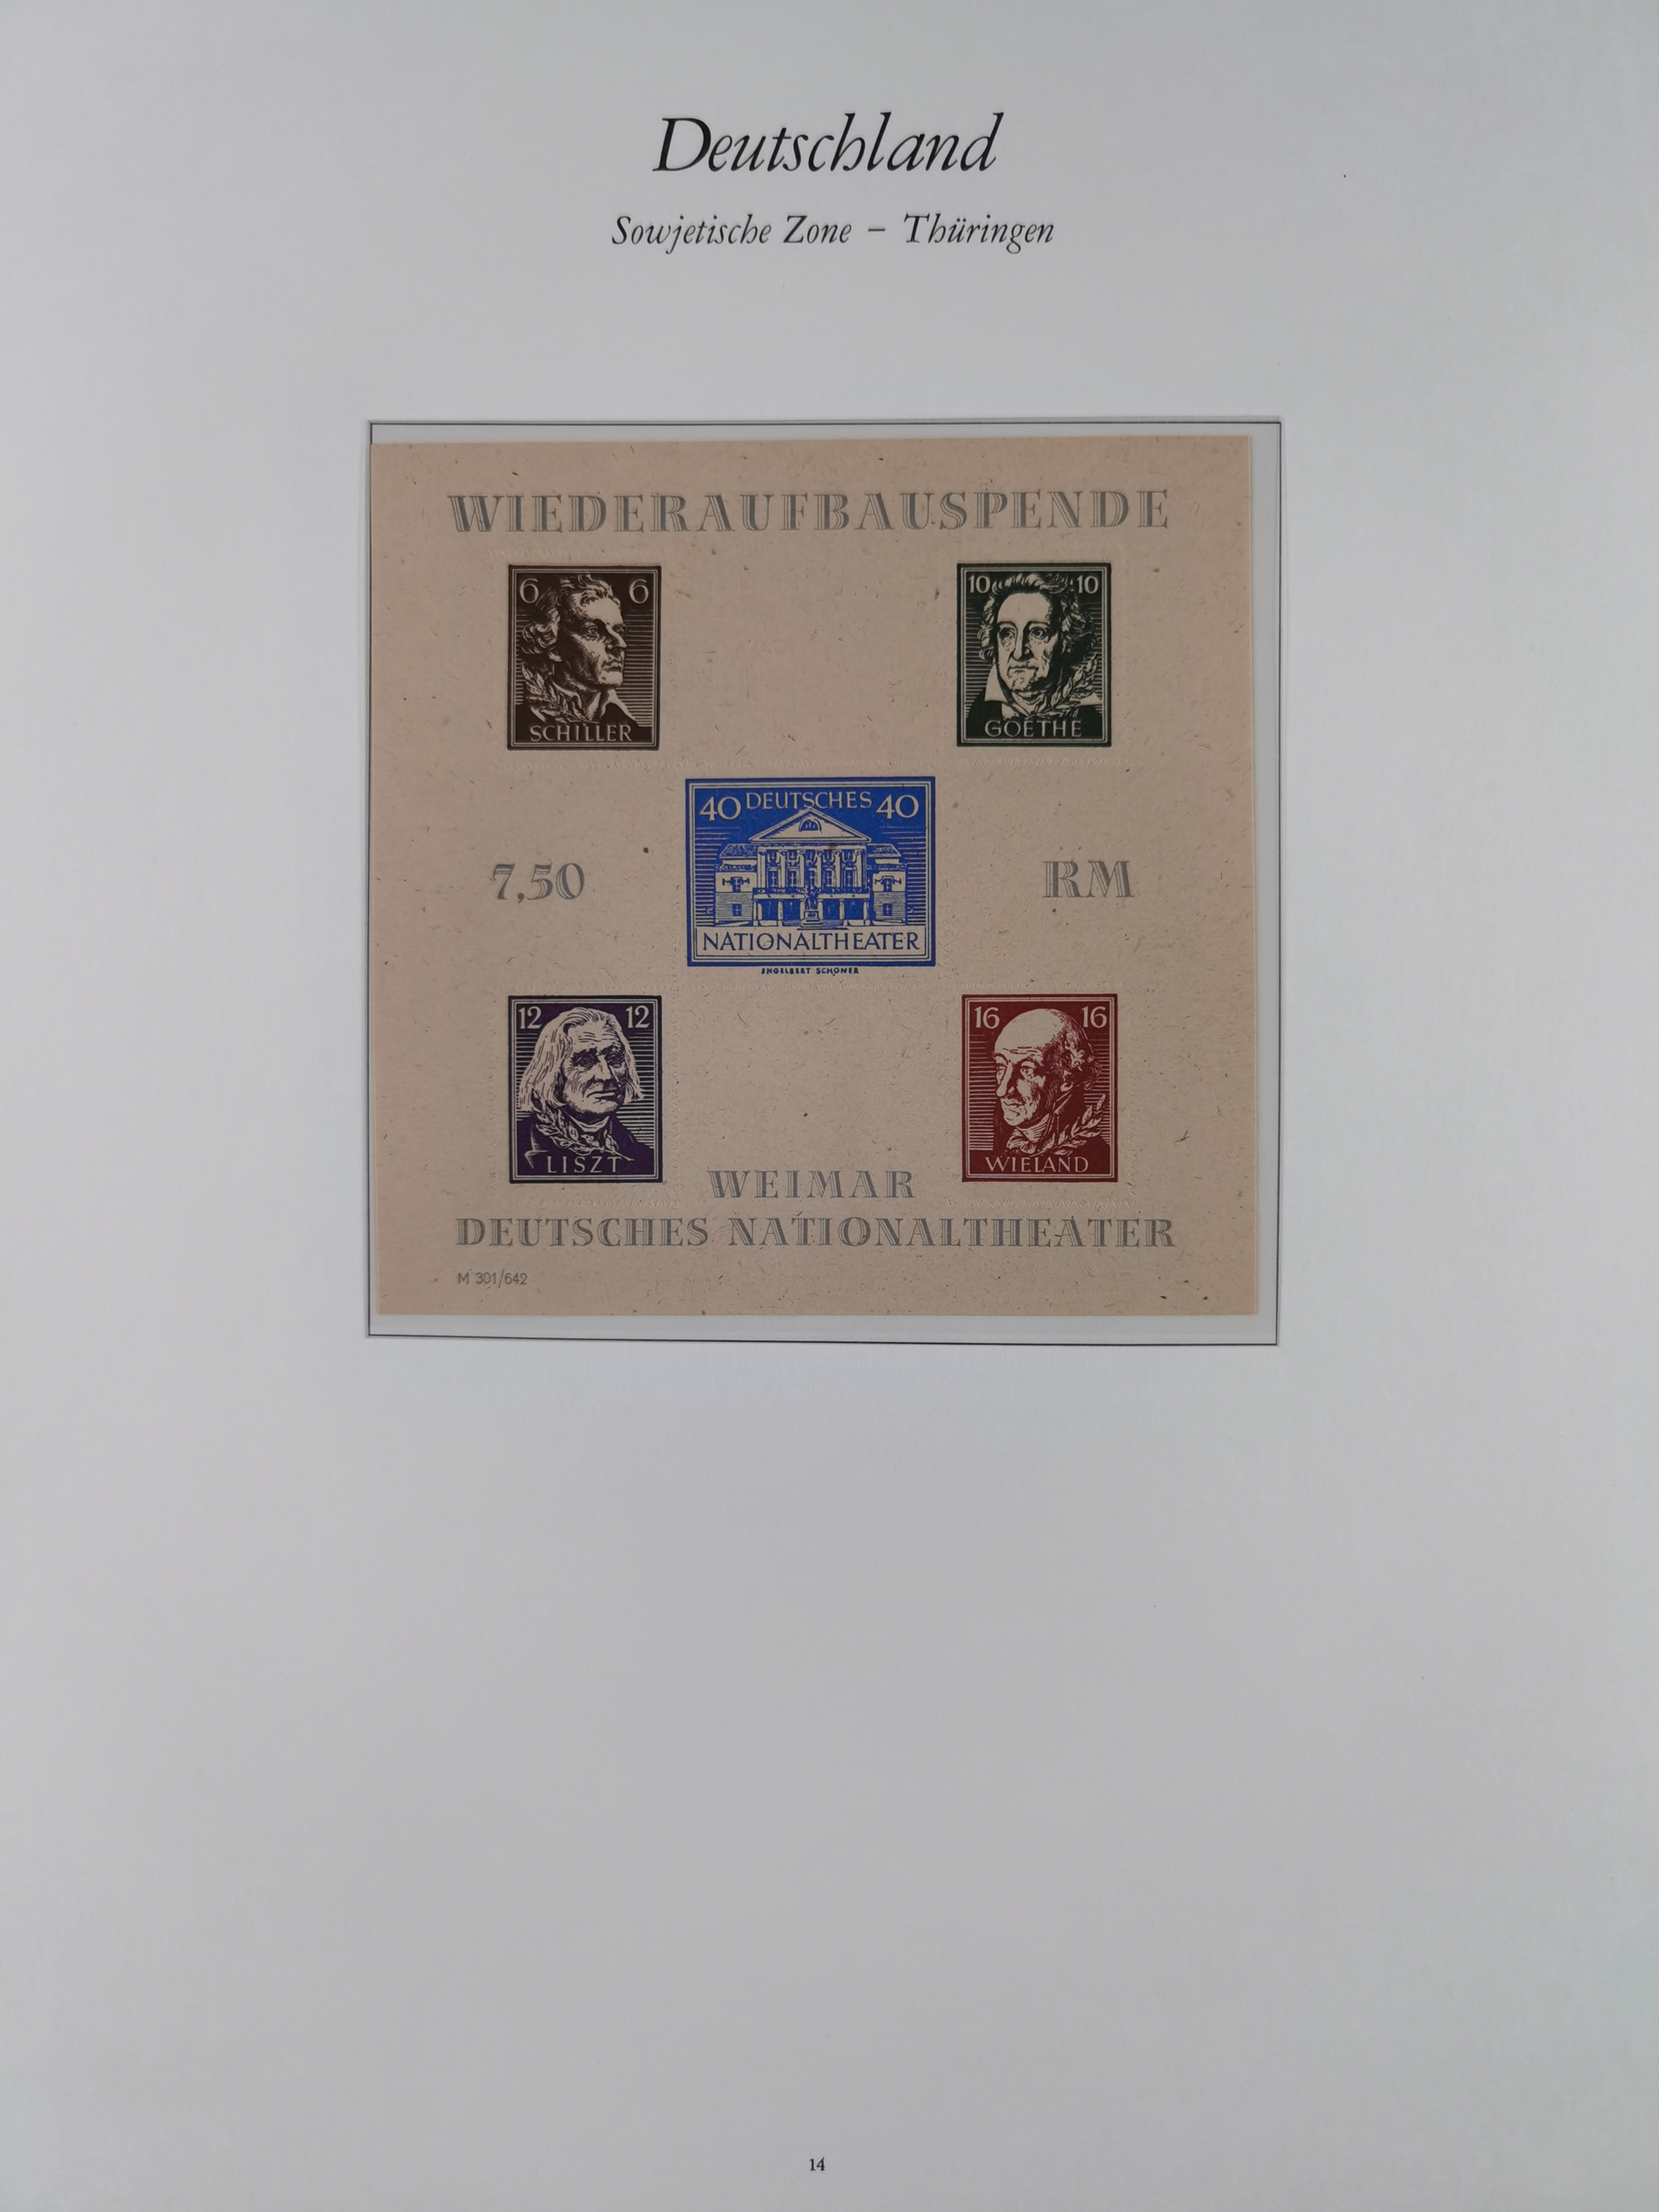 Deutschland
Sowjetische Zone – Thüringen
WIEDERAUFBAUSPENDE
6 6
SCHILLER
10 10
GOETHE
40 DEUTSCHES 40
NATIONALTHEATER
ENGELBERT SCHONER
7,50 RM
12 12
LISZT
16 16
WIELAND
WEIMAR
DEUTSCHES NATIONALTHEATER
M 301/642
14